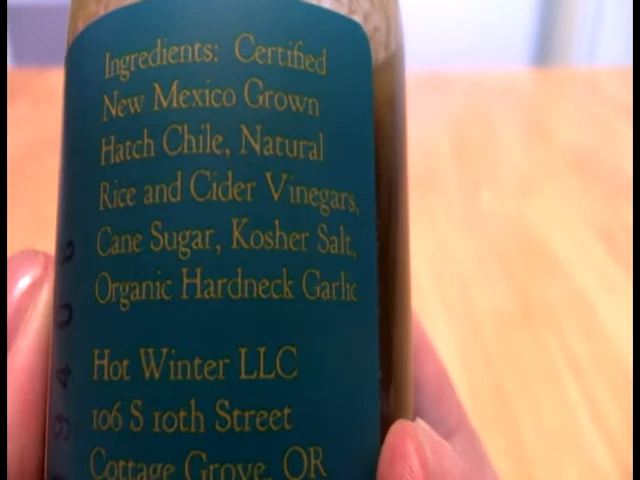 Ingredients: Certified
New Mexico Grown
Hatch Chile, Natural
Rice and Cider Vinegars,
Cane Sugar, Kosher Salt,
Organic Hardneck Garlic
Hot Winter LLC
106 S 10th Street
Cottage Grove, OR